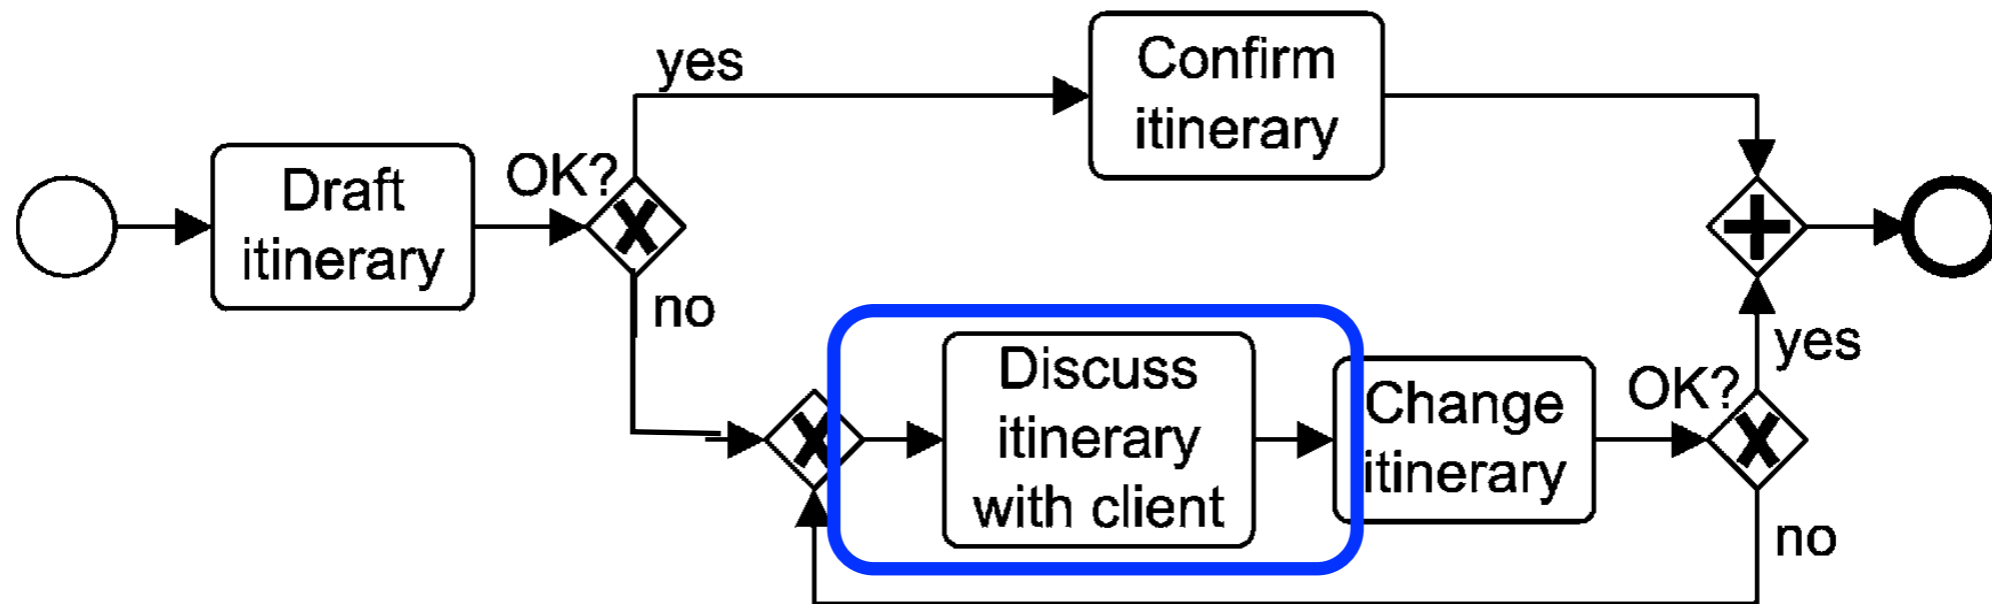 yes
Confirm
itinerary
Draft
itinerary
OK?
no
Discuss
itinerary
with client
Change
itinerary
OK?
yes
no